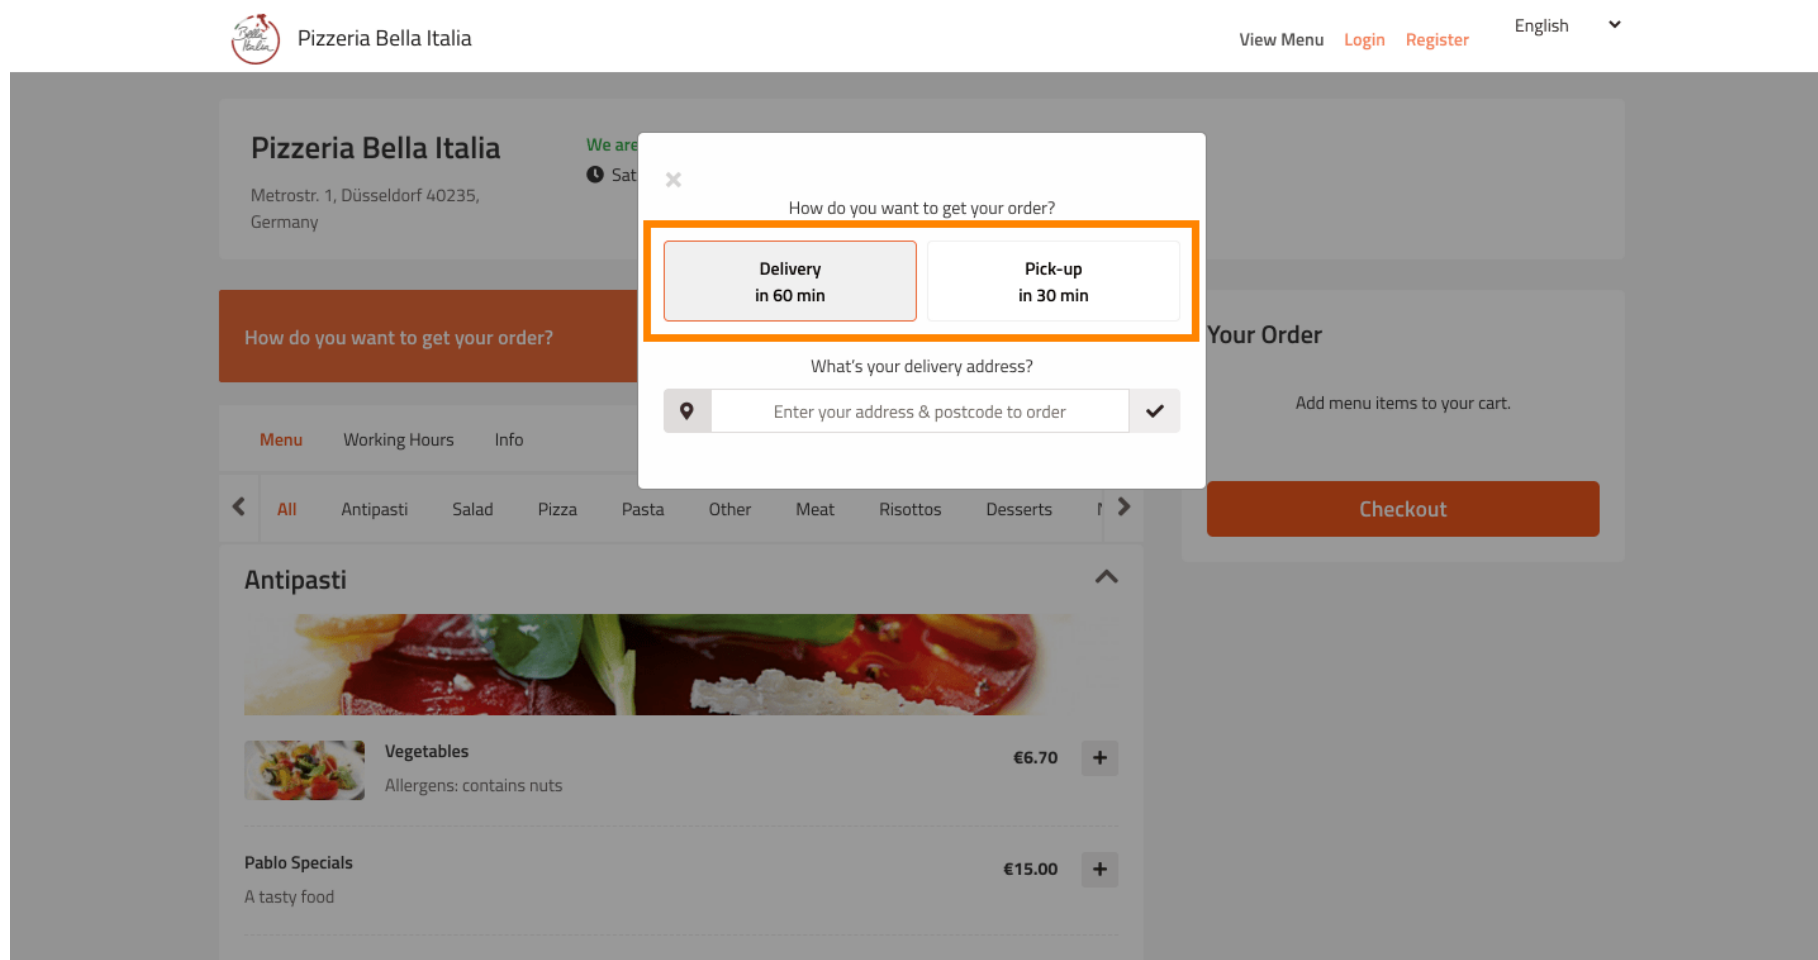 Bella
Italia
Pizzeria Bella Italia
View Menu
Login
Register
English
Pizzeria Bella Italia
Metrostr. 1, Düsseldorf 40235,
Germany
We are
Sat
How do you want to get your order?
Delivery
in 60 min
Pick-up
in 30 min
What's your delivery address?
Enter your address & postcode to order
How do you want to get your order?
Menu
Working Hours
Info
All
Antipasti
Salad
Pizza
Pasta
Other
Meat
Risottos
Desserts
Antipasti
Vegetables
Allergens: contains nuts
€6.70
+
Pablo Specials
A tasty food
€15.00
+
Your Order
Add menu items to your cart.
Checkout